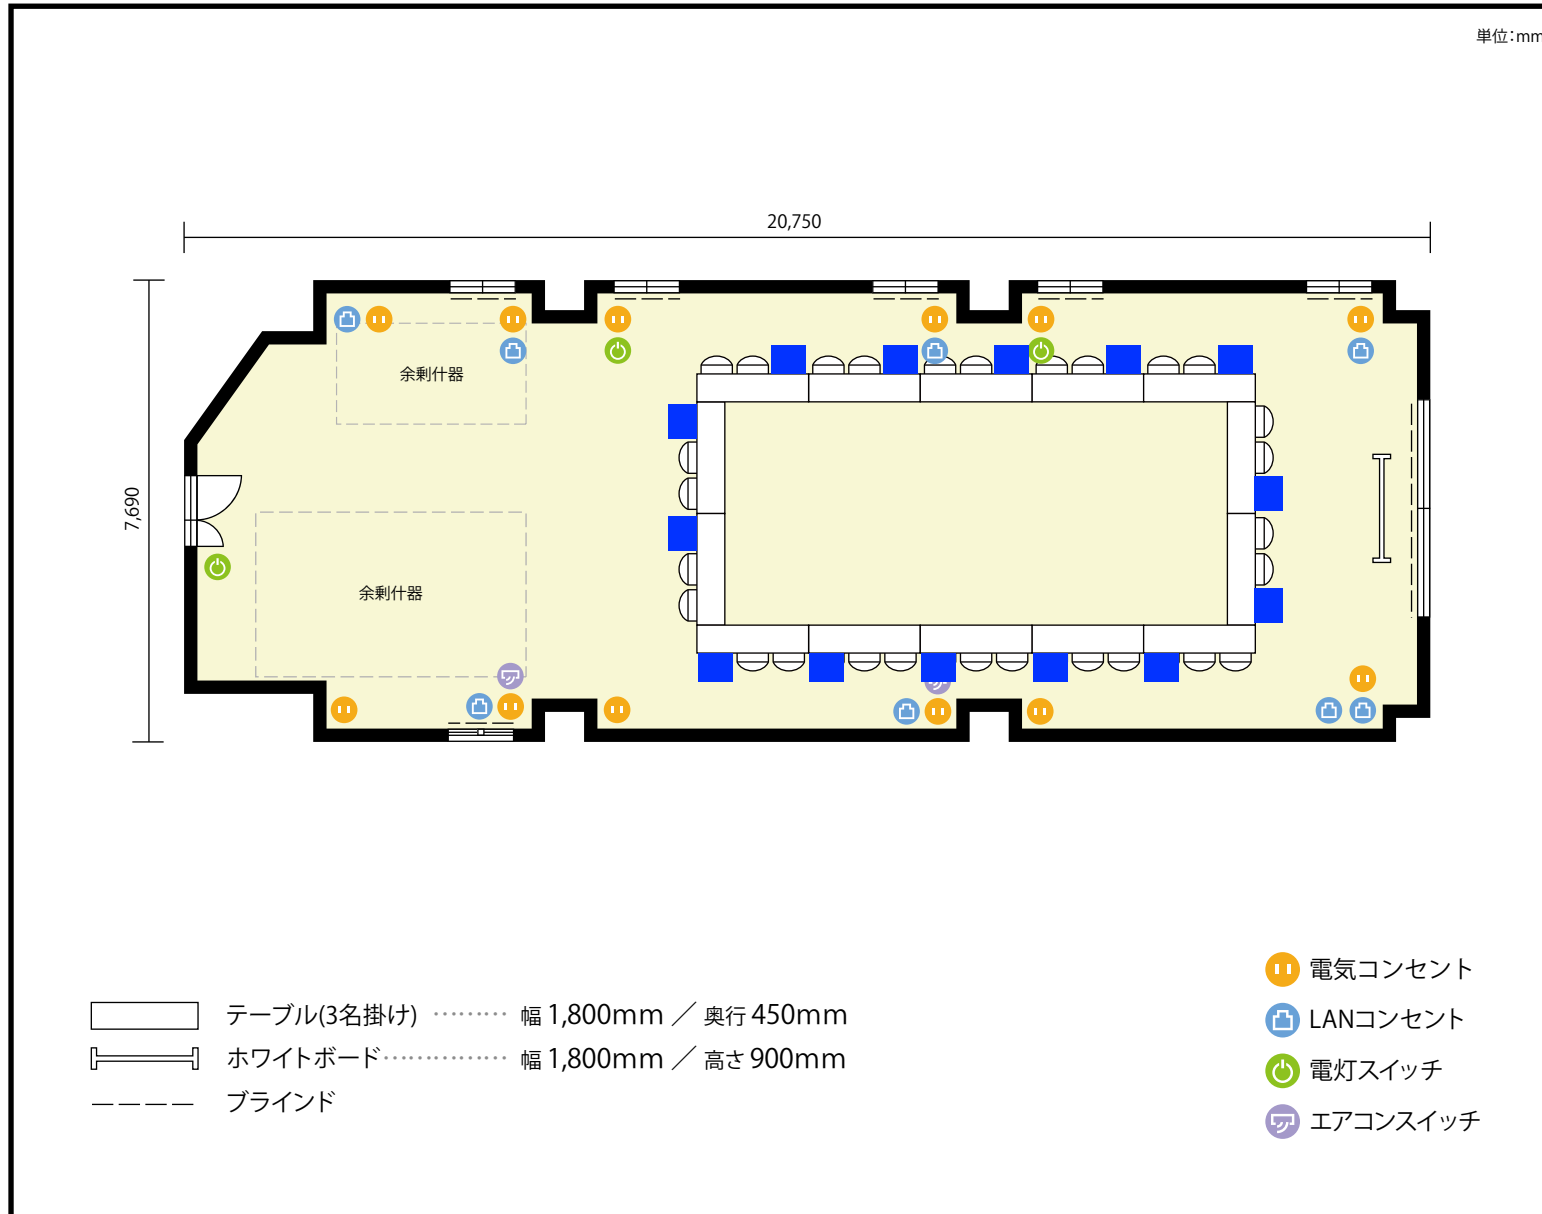 単位：mm
20,750
7,690
余剰什器
余剰什器
テーブル(3名掛け) ‥‥‥‥‥ 幅 1,800mm ／ 奥行 450mm
ホワイトボード‥‥‥‥‥‥‥ 幅 1,800mm ／ 高さ 900mm
ブラインド
電気コンセント
LANコンセント
電灯スイッチ
エアコンスイッチ